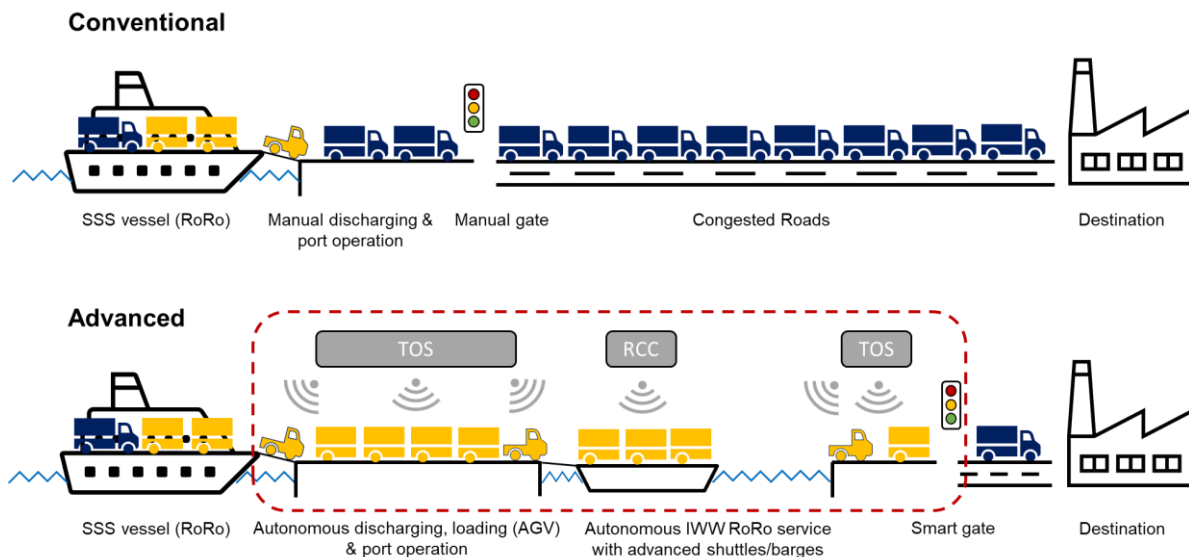 Conventional
SSS vessel (RoRo)
Manual discharging &
port operation
Manual gate
Congested Roads
Destination
Advanced
TOS
RCC
TOS
SSS vessel (RoRo)
Autonomous discharging, loading (AGV)
& port operation
Autonomous IWW RoRo service
with advanced shuttles/barges
Smart gate
Destination